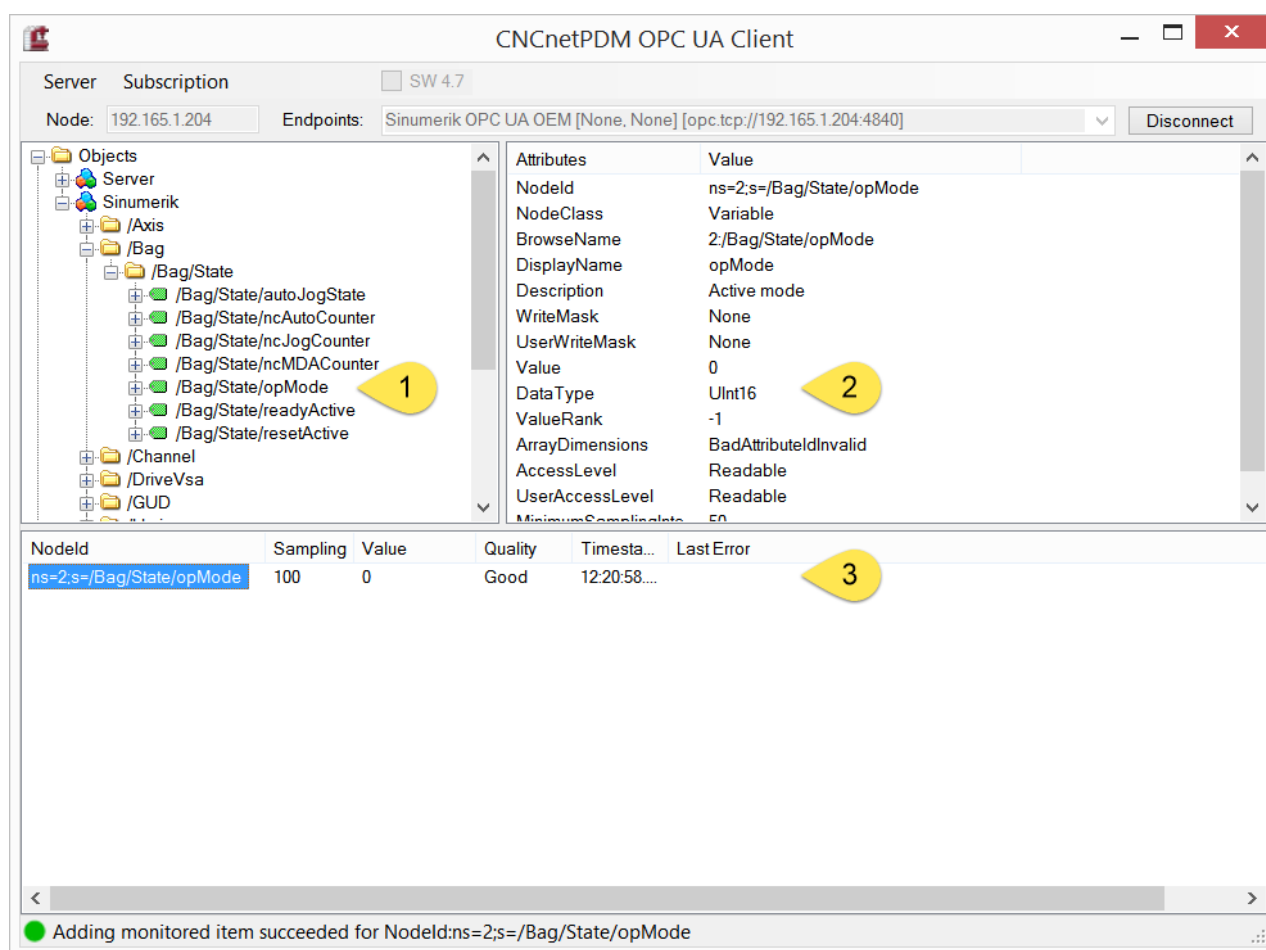 CNCnetPDM OPC UA Client
Server Subscription SW 4.7
Node: 192.165.1.204 Endpoints: Sinumerik OPC UA OEM [None, None] [opc.tcp://192.165.1.204:4840] Disconnect
Objects
Server
Sinumerik
/Axis
/Bag
/Bag/State
/Bag/State/autoJogState
/Bag/State/ncAutoCounter
/Bag/State/ncJogCounter
/Bag/State/ncMDACounter
/Bag/State/opMode
/Bag/State/readyActive
/Bag/State/resetActive
/Channel
/DriveVsa
/GUD
1
Attributes Value
NodeId ns=2;s=/Bag/State/opMode
NodeClass Variable
BrowseName 2:/Bag/State/opMode
DisplayName opMode
Description Active mode
WriteMask None
UserWriteMask None
Value 0
DataType UInt16
ValueRank -1
ArrayDimensions BadAttributeIdInvalid
AccessLevel Readable
UserAccessLevel Readable
MinimumSamplingInte 50
2
NodeId Sampling Value Quality Timesta... Last Error
ns=2;s=/Bag/State/opMode 100 0 Good 12:20:58....
3
Adding monitored item succeeded for NodeId:ns=2;s=/Bag/State/opMode